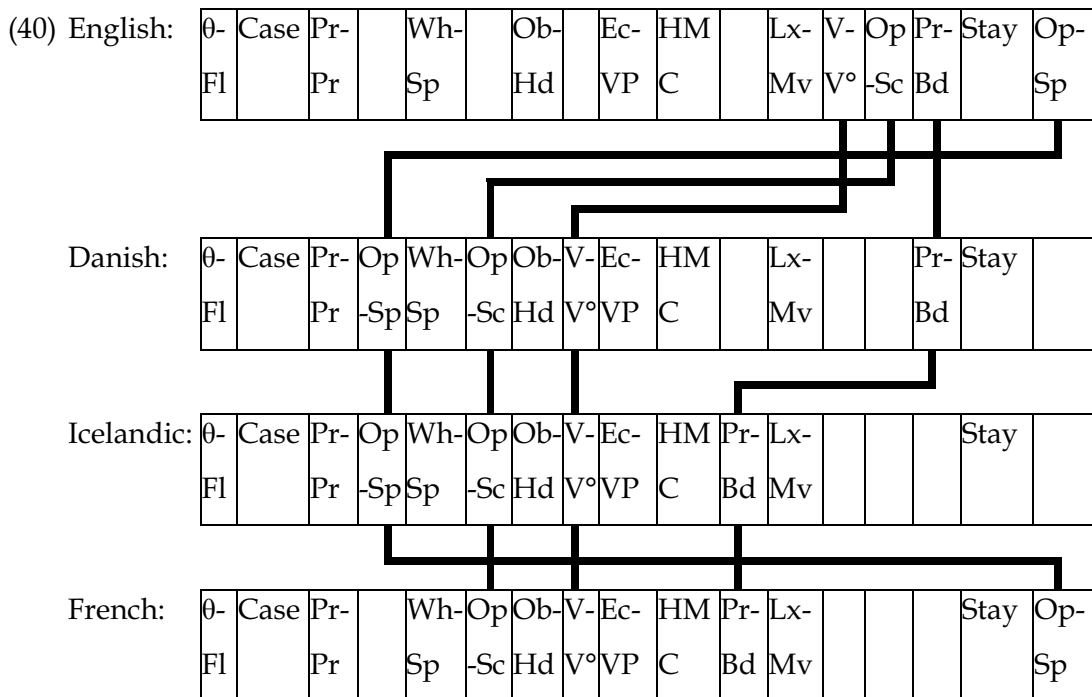 (40) English: θ- Case Pr- Wh- Ob- Ec- HM Lx- V- Op Pr- Stay Op-
Fl Pr Sp Hd VP C Mv V° -Sc Bd Sp
Danish: θ- Case Pr- Op Wh- Op Ob- V- Ec- HM Lx- Pr- Stay
Fl Pr -Sp Sp -Sc Hd V° VP C Mv Bd
Icelandic: θ- Case Pr- Op Wh- Op Ob- V- Ec- HM Pr- Lx- Stay
Fl Pr -Sp Sp -Sc Hd V° VP C Bd Mv
French: θ- Case Pr- Wh- Op Ob- V- Ec- HM Pr- Lx- Stay Op-
Fl Pr Sp -Sc Hd V° VP C Bd Mv Sp